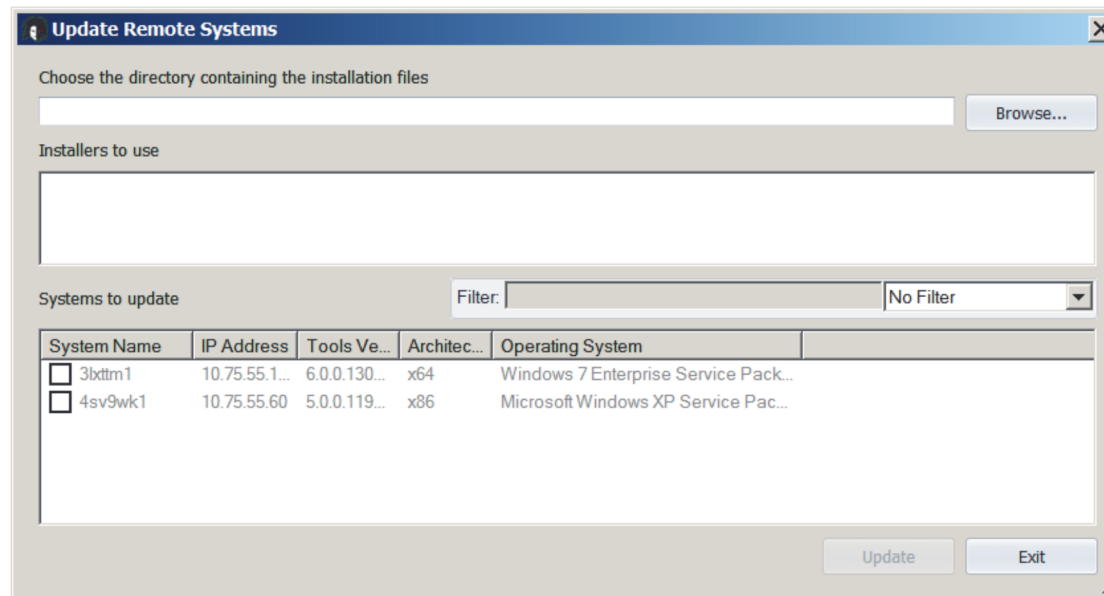 Update Remote Systems
Choose the directory containing the installation files
Browse...
Installers to use
Systems to update Filter: No Filter
System Name IP Address Tools Ve... Architec... Operating System
3lxttm1 10.75.55.1... 6.0.0.130... x64 Windows 7 Enterprise Service Pack...
4sv9wk1 10.75.55.60 5.0.0.119... x86 Microsoft Windows XP Service Pac...
Update Exit